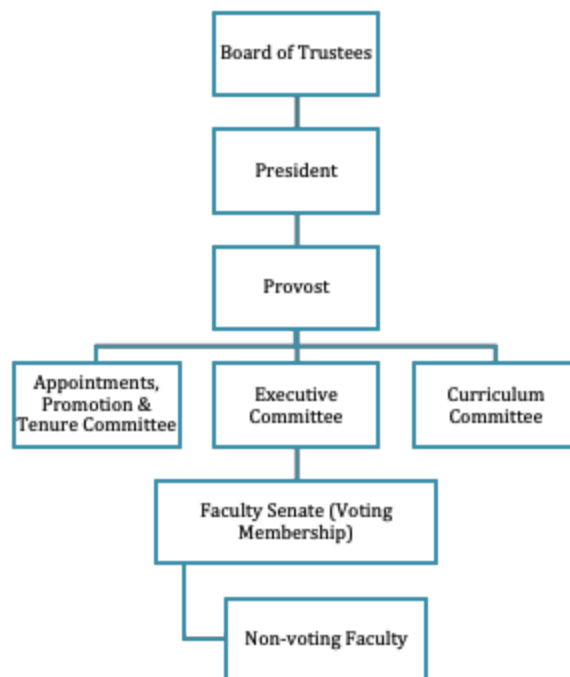 Board of Trustees
President
Provost
Appointments,
Promotion &
Tenure Committee
Executive
Committee
Curriculum
Committee
Faculty Senate (Voting
Membership)
Non-voting Faculty